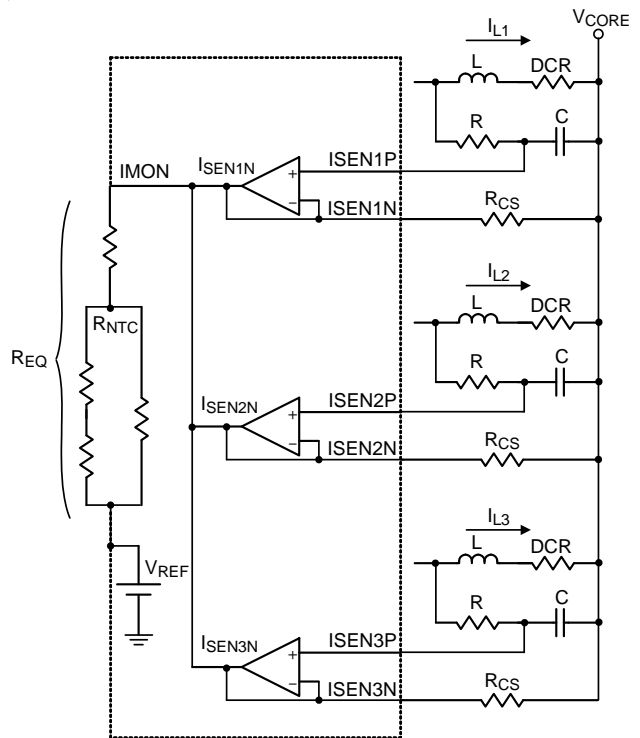 VCORE
IL1
L
DCR
R
C
ISEN1P
ISEN1N
IMON
+
−
ISEN1N
RCS
IL2
L
DCR
RNTC
REQ
R
C
ISEN2P
ISEN2N
+
−
ISEN2N
RCS
IL3
L
DCR
VREF
R
C
ISEN3P
ISEN3N
+
−
ISEN3N
RCS